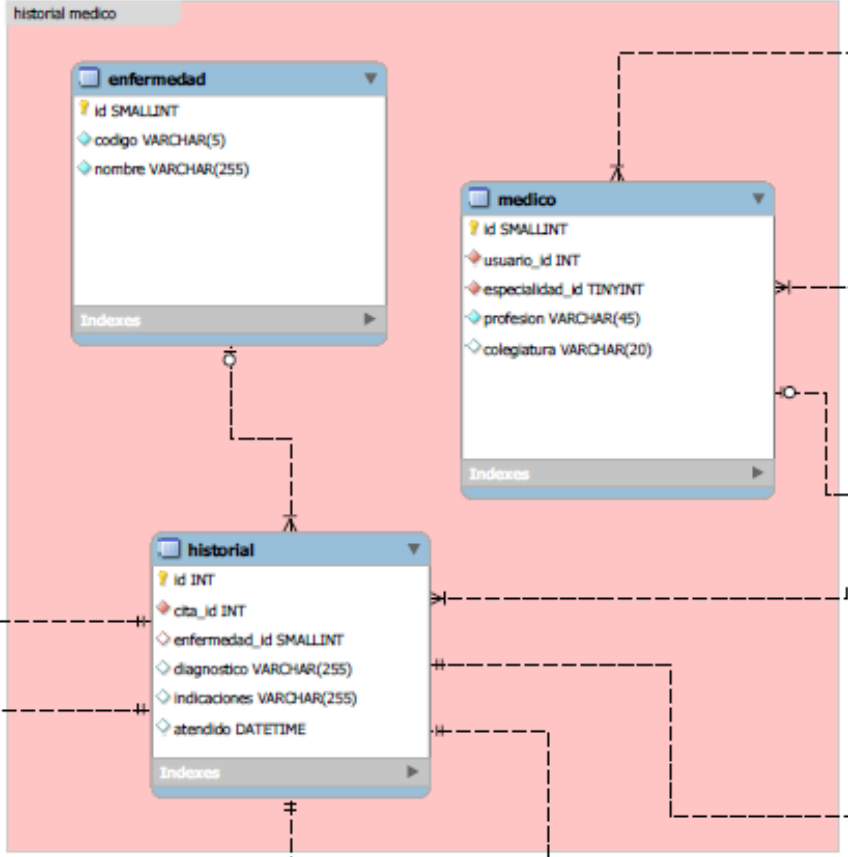 historial medico
enfermedad
id SMALLINT
codigo VARCHAR(5)
nombre VARCHAR(255)
Indexes
medico
id SMALLINT
usuario_id INT
especialidad_id TINYINT
profesion VARCHAR(45)
colegiatura VARCHAR(20)
Indexes
historial
id INT
cita_id INT
enfermedad_id SMALLINT
diagnostico VARCHAR(255)
indicaciones VARCHAR(255)
atendido DATETIME
Indexes